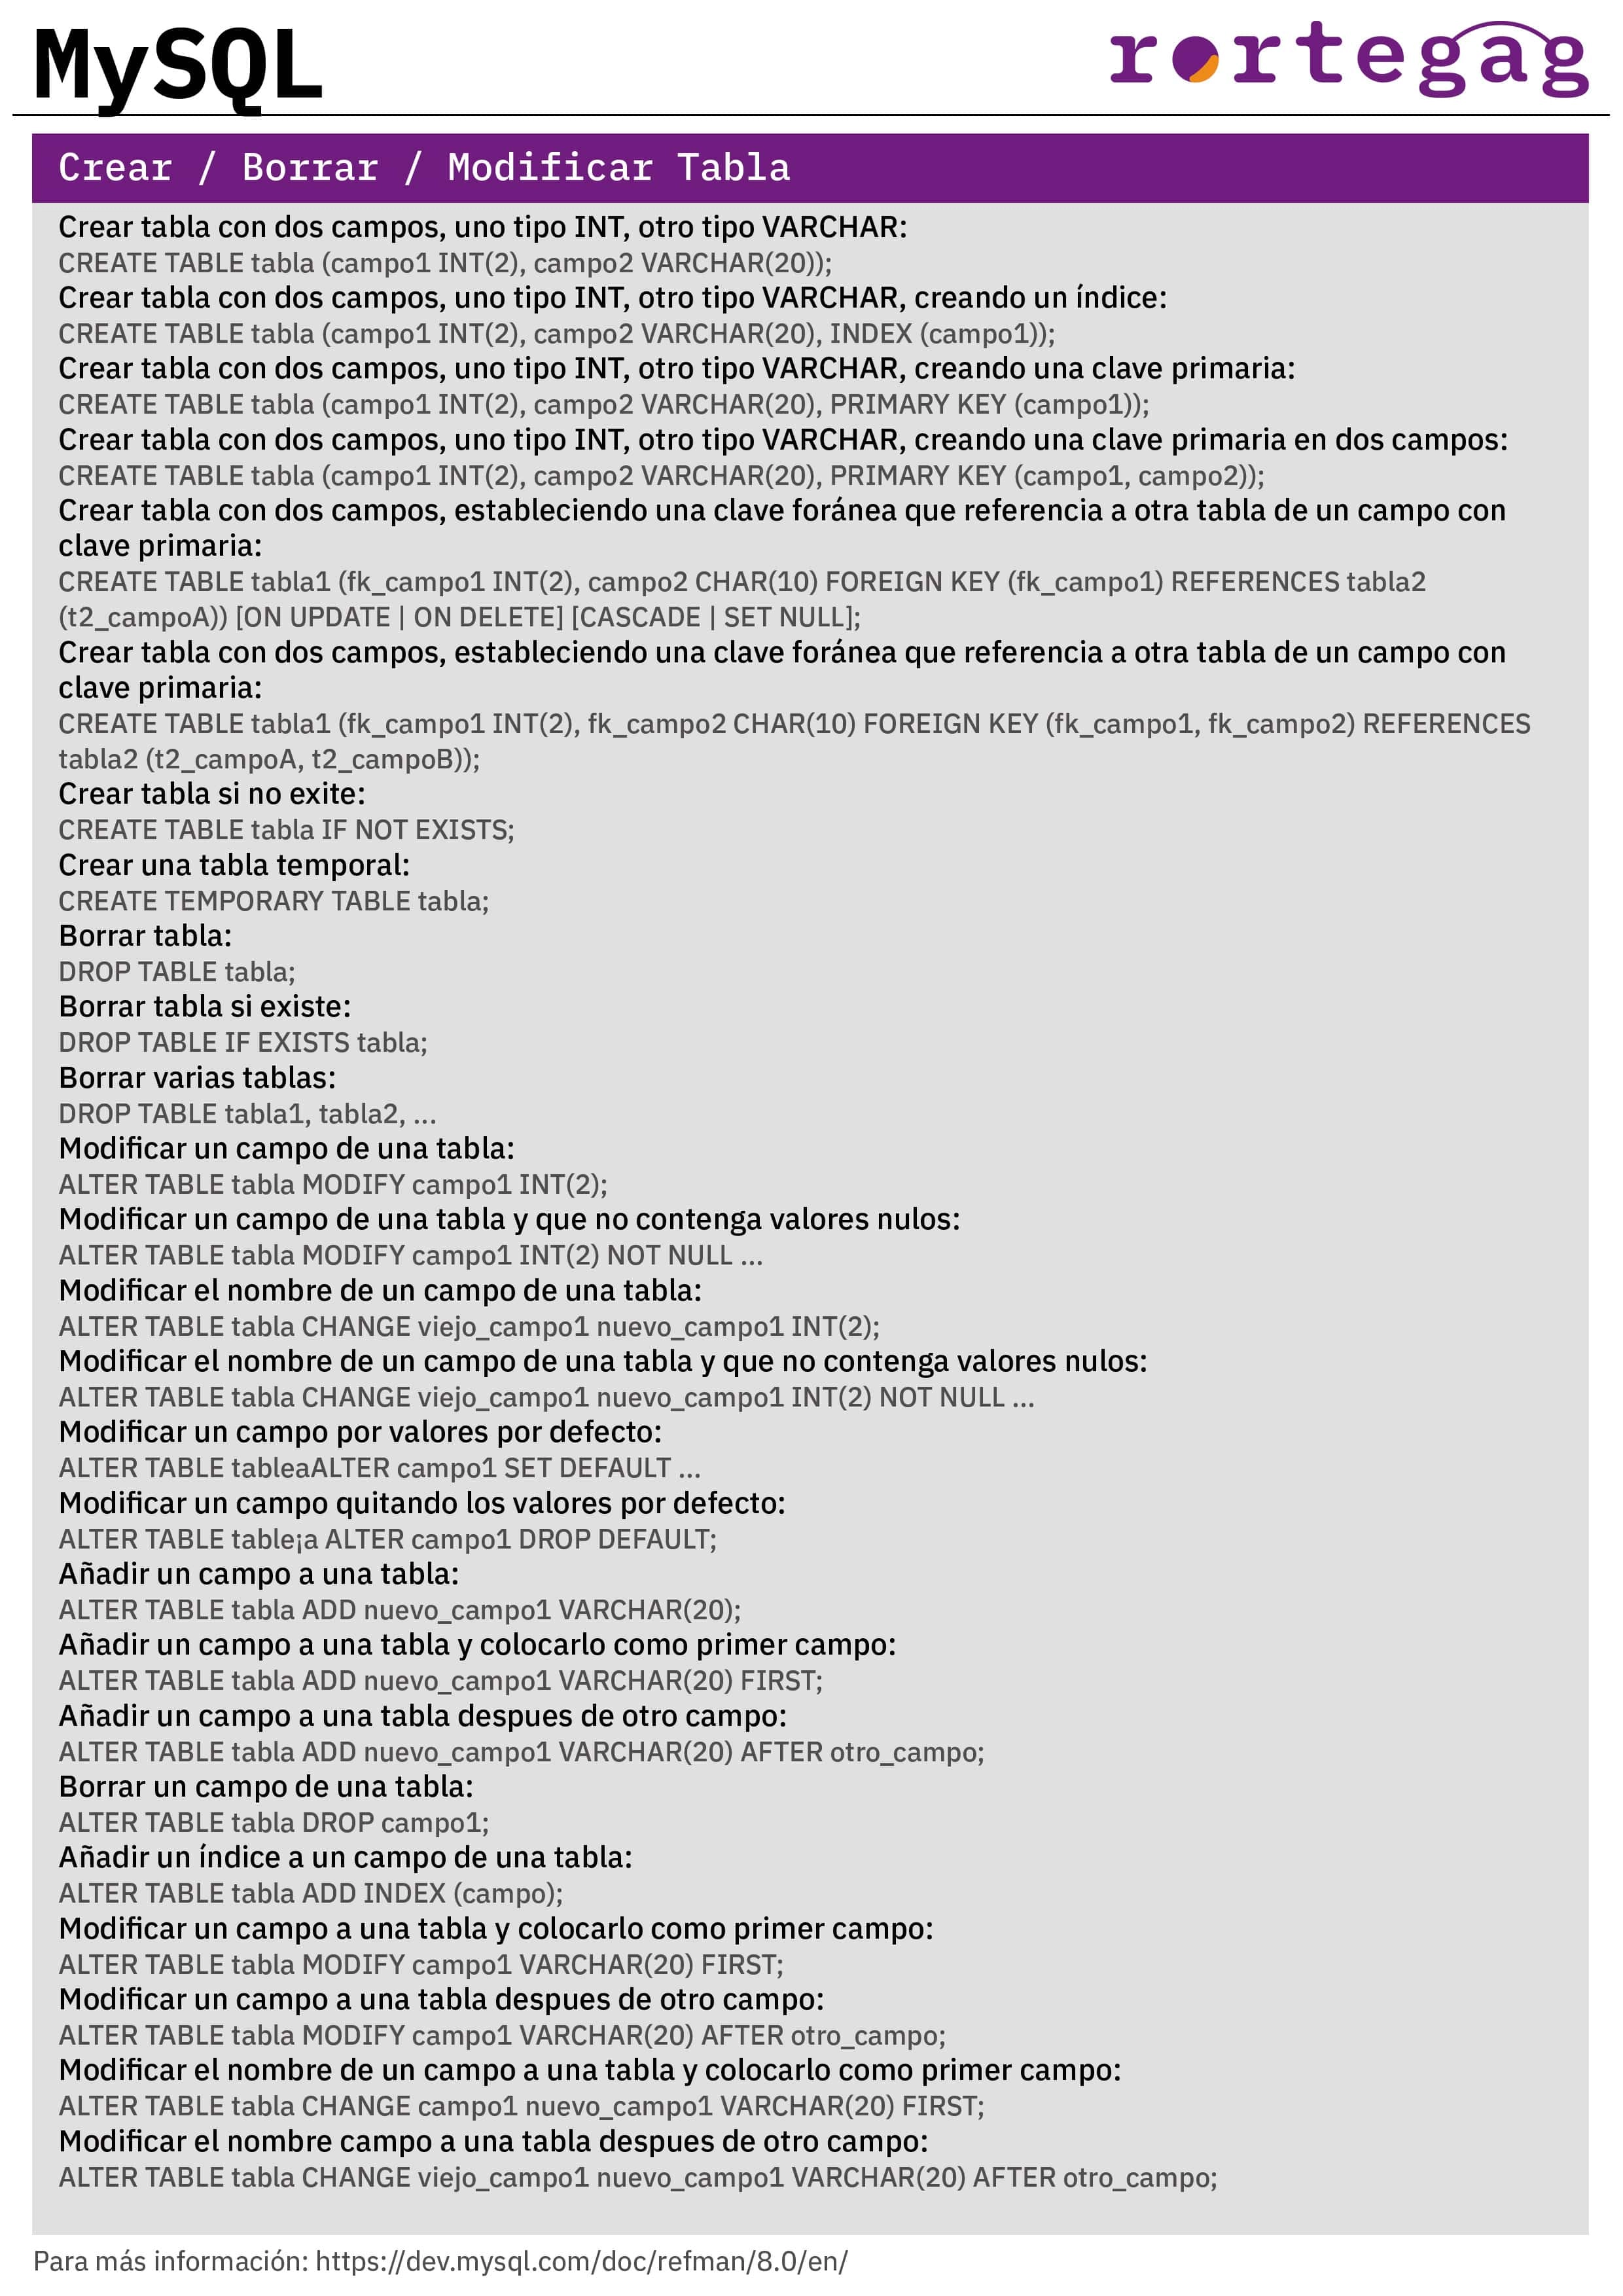 MySQL
rortegag
Crear / Borrar / Modificar Tabla
Crear tabla con dos campos, uno tipo INT, otro tipo VARCHAR:
CREATE TABLE tabla (campo1 INT(2), campo2 VARCHAR(20));
Crear tabla con dos campos, uno tipo INT, otro tipo VARCHAR, creando un índice:
CREATE TABLE tabla (campo1 INT(2), campo2 VARCHAR(20), INDEX (campo1));
Crear tabla con dos campos, uno tipo INT, otro tipo VARCHAR, creando una clave primaria:
CREATE TABLE tabla (campo1 INT(2), campo2 VARCHAR(20), PRIMARY KEY (campo1));
Crear tabla con dos campos, uno tipo INT, otro tipo VARCHAR, creando una clave primaria en dos campos:
CREATE TABLE tabla (campo1 INT(2), campo2 VARCHAR(20), PRIMARY KEY (campo1, campo2));
Crear tabla con dos campos, estableciendo una clave foránea que referencia a otra tabla de un campo con
clave primaria:
CREATE TABLE tabla1 (fk_campo1 INT(2), campo2 CHAR(10) FOREIGN KEY (fk_campo1) REFERENCES tabla2
(t2_campoA)) [ON UPDATE | ON DELETE] [CASCADE | SET NULL];
Crear tabla con dos campos, estableciendo una clave foránea que referencia a otra tabla de un campo con
clave primaria:
CREATE TABLE tabla1 (fk_campo1 INT(2), fk_campo2 CHAR(10) FOREIGN KEY (fk_campo1, fk_campo2) REFERENCES
tabla2 (t2_campoA, t2_campoB));
Crear tabla si no exite:
CREATE TABLE tabla IF NOT EXISTS;
Crear una tabla temporal:
CREATE TEMPORARY TABLE tabla;
Borrar tabla:
DROP TABLE tabla;
Borrar tabla si existe:
DROP TABLE IF EXISTS tabla;
Borrar varias tablas:
DROP TABLE tabla1, tabla2, ...
Modificar un campo de una tabla:
ALTER TABLE tabla MODIFY campo1 INT(2);
Modificar un campo de una tabla y que no contenga valores nulos:
ALTER TABLE tabla MODIFY campo1 INT(2) NOT NULL ...
Modificar el nombre de un campo de una tabla:
ALTER TABLE tabla CHANGE viejo_campo1 nuevo_campo1 INT(2);
Modificar el nombre de un campo de una tabla y que no contenga valores nulos:
ALTER TABLE tabla CHANGE viejo_campo1 nuevo_campo1 INT(2) NOT NULL ...
Modificar un campo por valores por defecto:
ALTER TABLE tableaALTER campo1 SET DEFAULT ...
Modificar un campo quitando los valores por defecto:
ALTER TABLE table¡a ALTER campo1 DROP DEFAULT;
Añadir un campo a una tabla:
ALTER TABLE tabla ADD nuevo_campo1 VARCHAR(20);
Añadir un campo a una tabla y colocarlo como primer campo:
ALTER TABLE tabla ADD nuevo_campo1 VARCHAR(20) FIRST;
Añadir un campo a una tabla despues de otro campo:
ALTER TABLE tabla ADD nuevo_campo1 VARCHAR(20) AFTER otro_campo;
Borrar un campo de una tabla:
ALTER TABLE tabla DROP campo1;
Añadir un índice a un campo de una tabla:
ALTER TABLE tabla ADD INDEX (campo);
Modificar un campo a una tabla y colocarlo como primer campo:
ALTER TABLE tabla MODIFY campo1 VARCHAR(20) FIRST;
Modificar un campo a una tabla despues de otro campo:
ALTER TABLE tabla MODIFY campo1 VARCHAR(20) AFTER otro_campo;
Modificar el nombre de un campo a una tabla y colocarlo como primer campo:
ALTER TABLE tabla CHANGE campo1 nuevo_campo1 VARCHAR(20) FIRST;
Modificar el nombre campo a una tabla despues de otro campo:
ALTER TABLE tabla CHANGE viejo_campo1 nuevo_campo1 VARCHAR(20) AFTER otro_campo;
Para más información: https://dev.mysql.com/doc/refman/8.0/en/